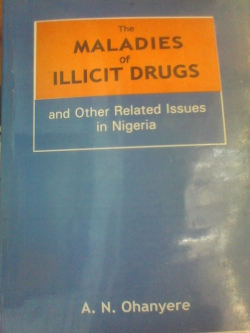 The
MALADIES
of
ILLICIT DRUGS
and Other Related Issues
in Nigeria
A. N. Ohanyere